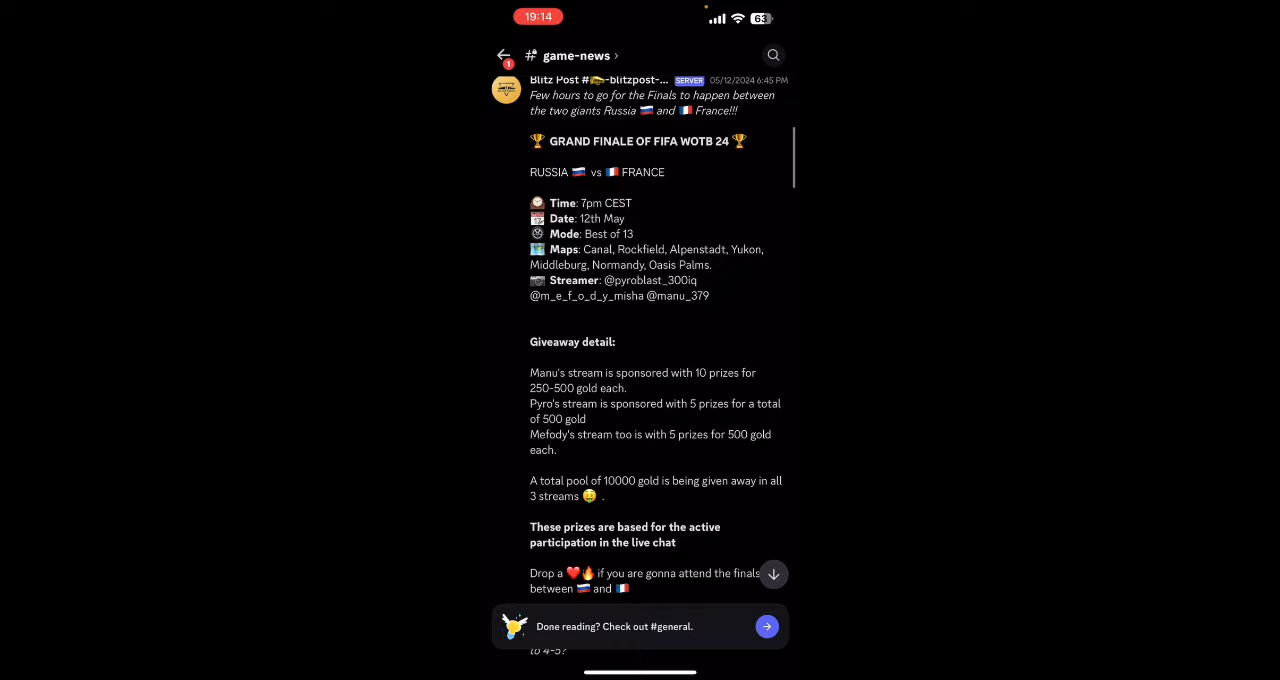 19:14
63
# game-news ›
1
Blitz Post #🚕-blitzpost-... SERVER 05/12/2024 6:45 PM
Few hours to go for the Finals to happen between
the two giants Russia 🇷🇺 and 🇫🇷 France!!!
🏆 GRAND FINALE OF FIFA WOTB 24 🏆
RUSSIA 🇷🇺 vs 🇫🇷 FRANCE
🕰️ Time: 7pm CEST
📆 Date: 12th May
Mode: Best of 13
🗺️ Maps: Canal, Rockfield, Alpenstadt, Yukon,
Middleburg, Normandy, Oasis Palms.
📷 Streamer: @pyroblast_300iq
@m_e_f_o_d_y_misha @manu_379
Giveaway detail:
Manu's stream is sponsored with 10 prizes for
250-500 gold each.
Pyro's stream is sponsored with 5 prizes for a total
of 500 gold
Mefody's stream too is with 5 prizes for 500 gold
each.
A total pool of 10000 gold is being given away in all
3 streams 🤑 .
These prizes are based for the active
participation in the live chat
Drop a ❤️🔥 if you are gonna attend the finals
between 🇷🇺 and 🇫🇷
Done reading? Check out #general.
to 4-5?